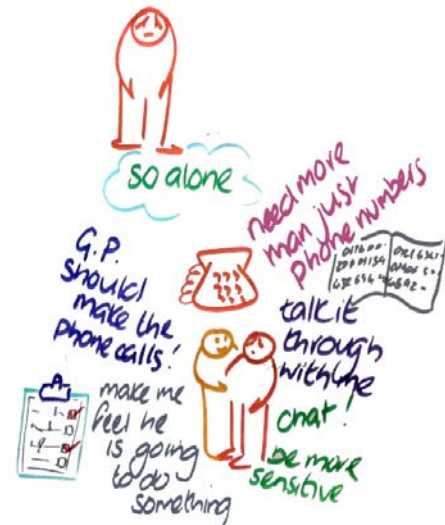 so alone
need more
man just
phone numbers
G.P.
should
make the
phone calls!
talk it
through
with me
chat!
be more
sensitive
make me
feel he
is going
to do
something